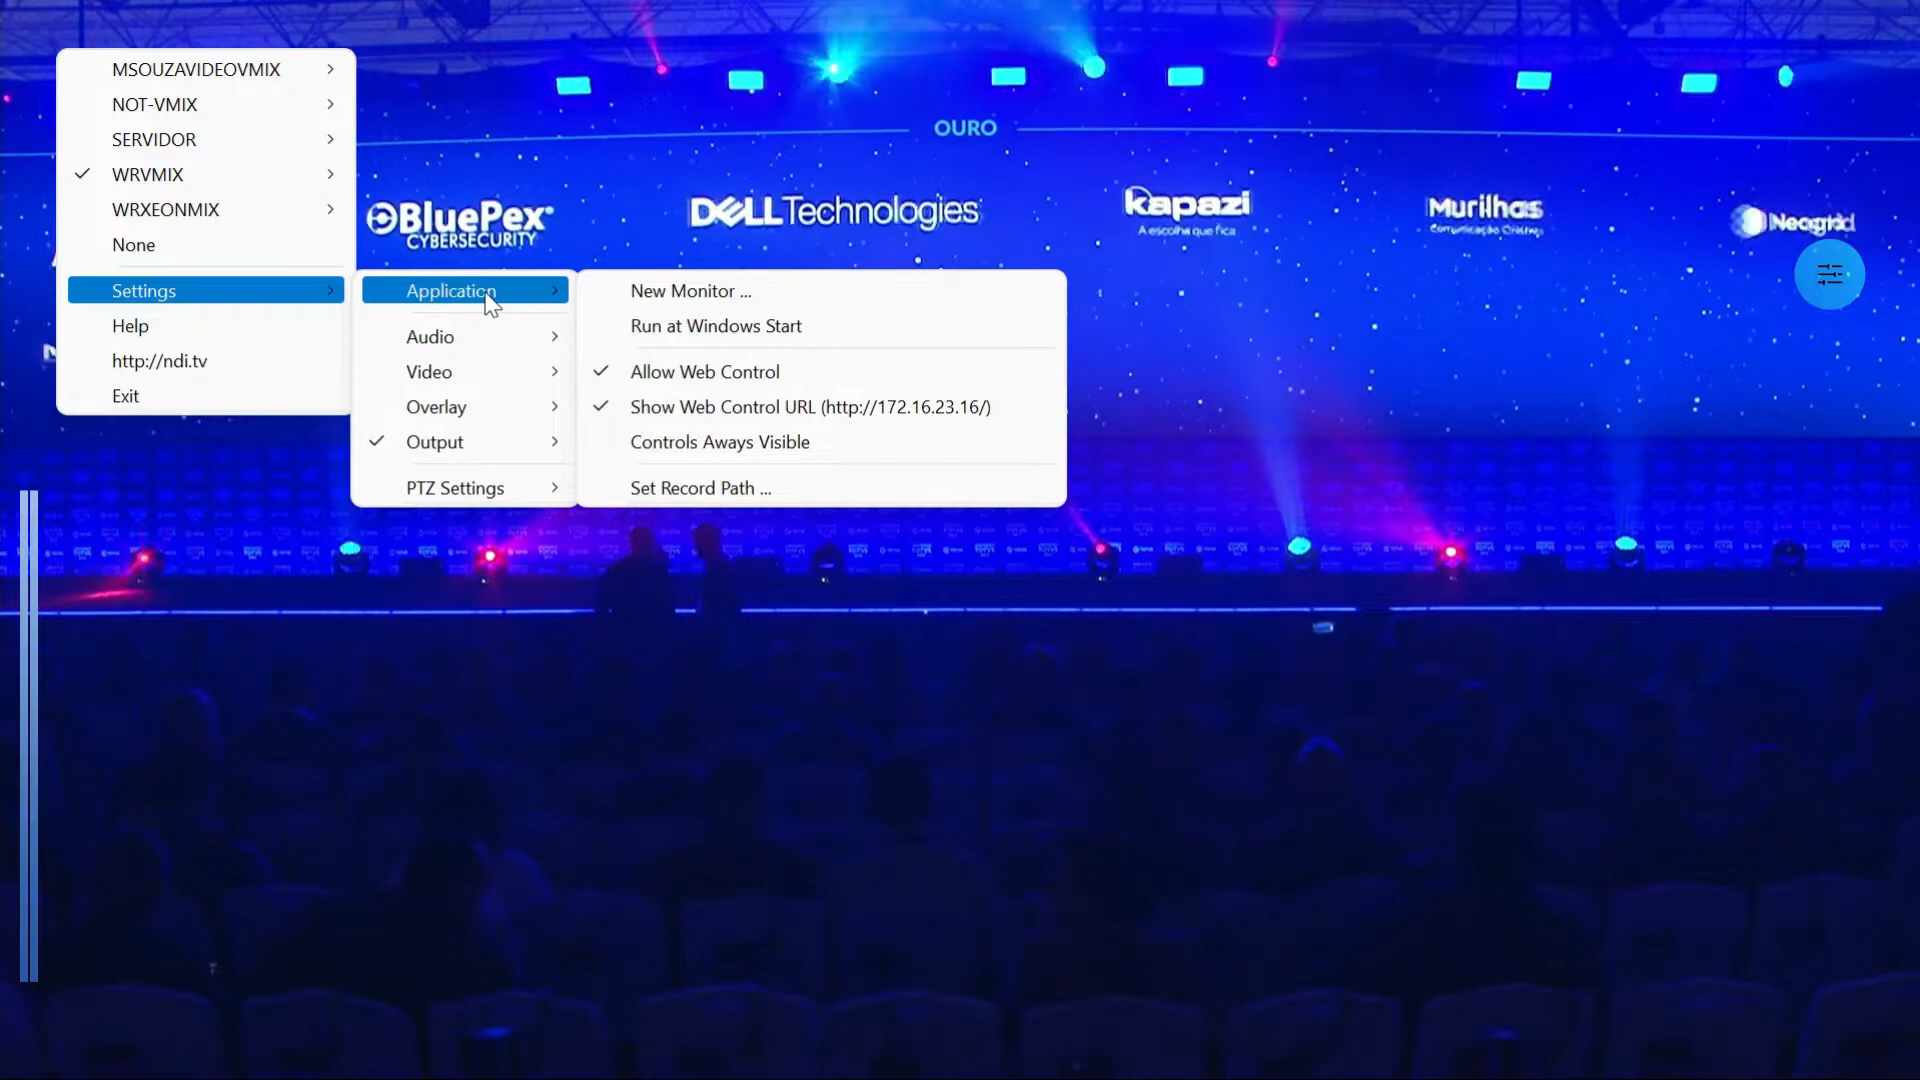 MSOUZAVIDEOVMIX
NOT-VMIX
SERVIDOR
WRVMIX
WRXEONMIX
None
Settings
Help
http://ndi.tv
Exit
Application
Audio
Video
Overlay
Output
PTZ Settings
New Monitor ...
Run at Windows Start
Allow Web Control
Show Web Control URL (http://172.16.23.16/)
Controls Aways Visible
Set Record Path ...
OURO
BluePex
CYBERSECURITY
DELLTechnologies
kapazi
A escolha que fica
Murilhas
Comunicação Criativa
Neogrid